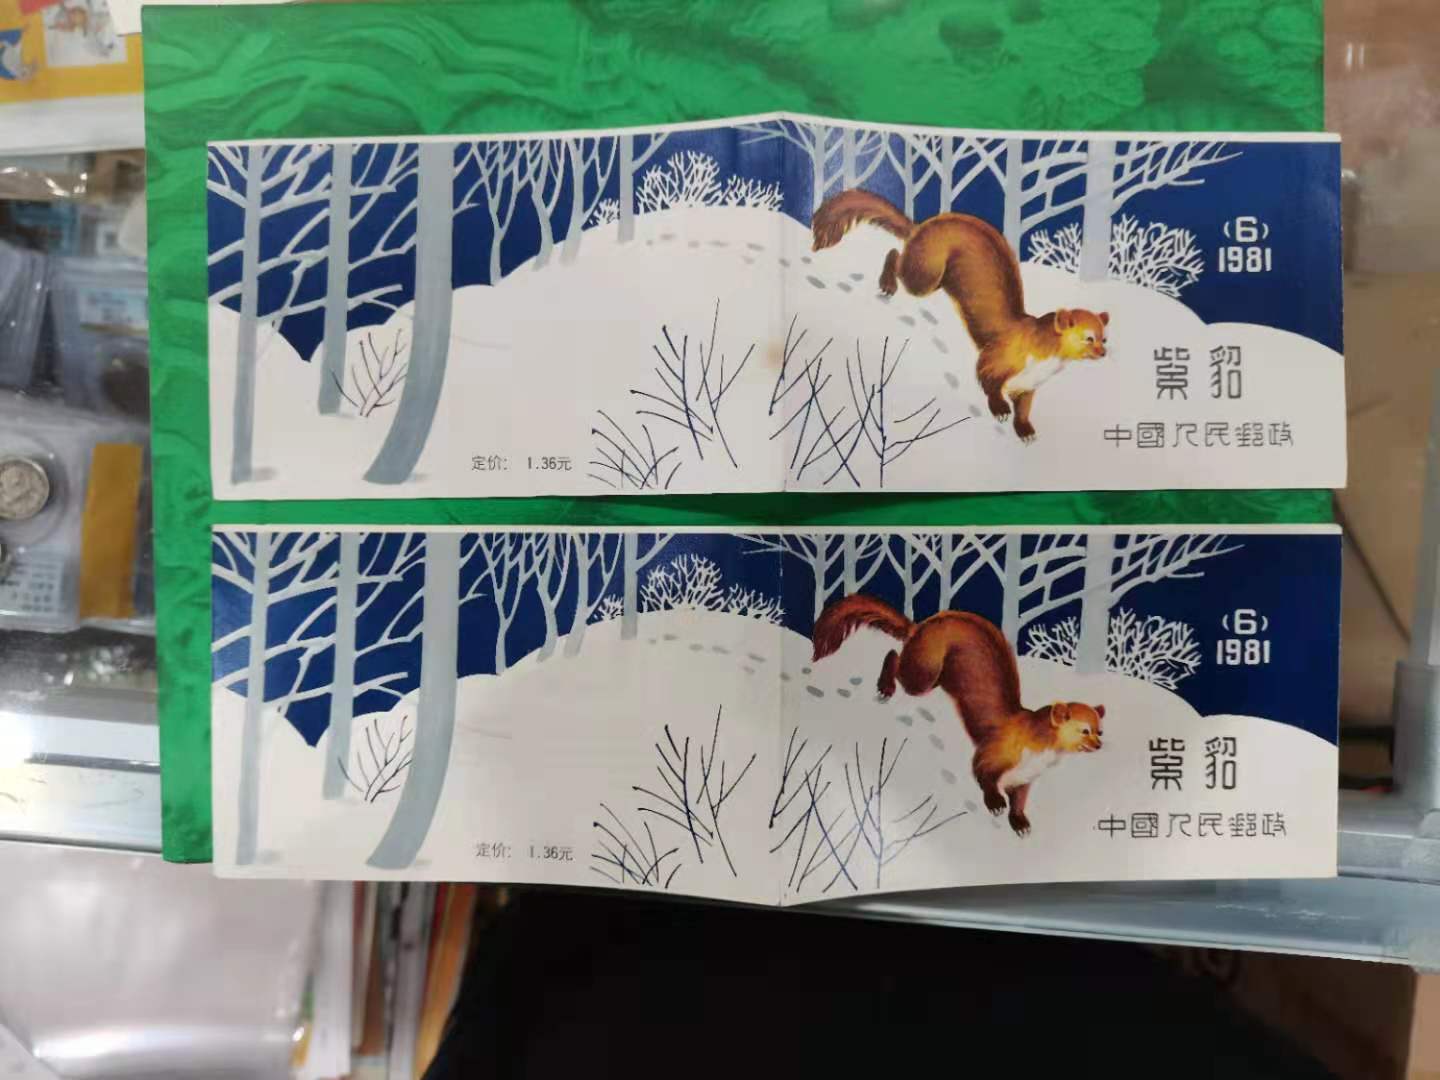 (6)
1981
紫貂
中國人民郵政
定价： 1.36元
(6)
1981
紫貂
中國人民郵政
定价： 1.36元